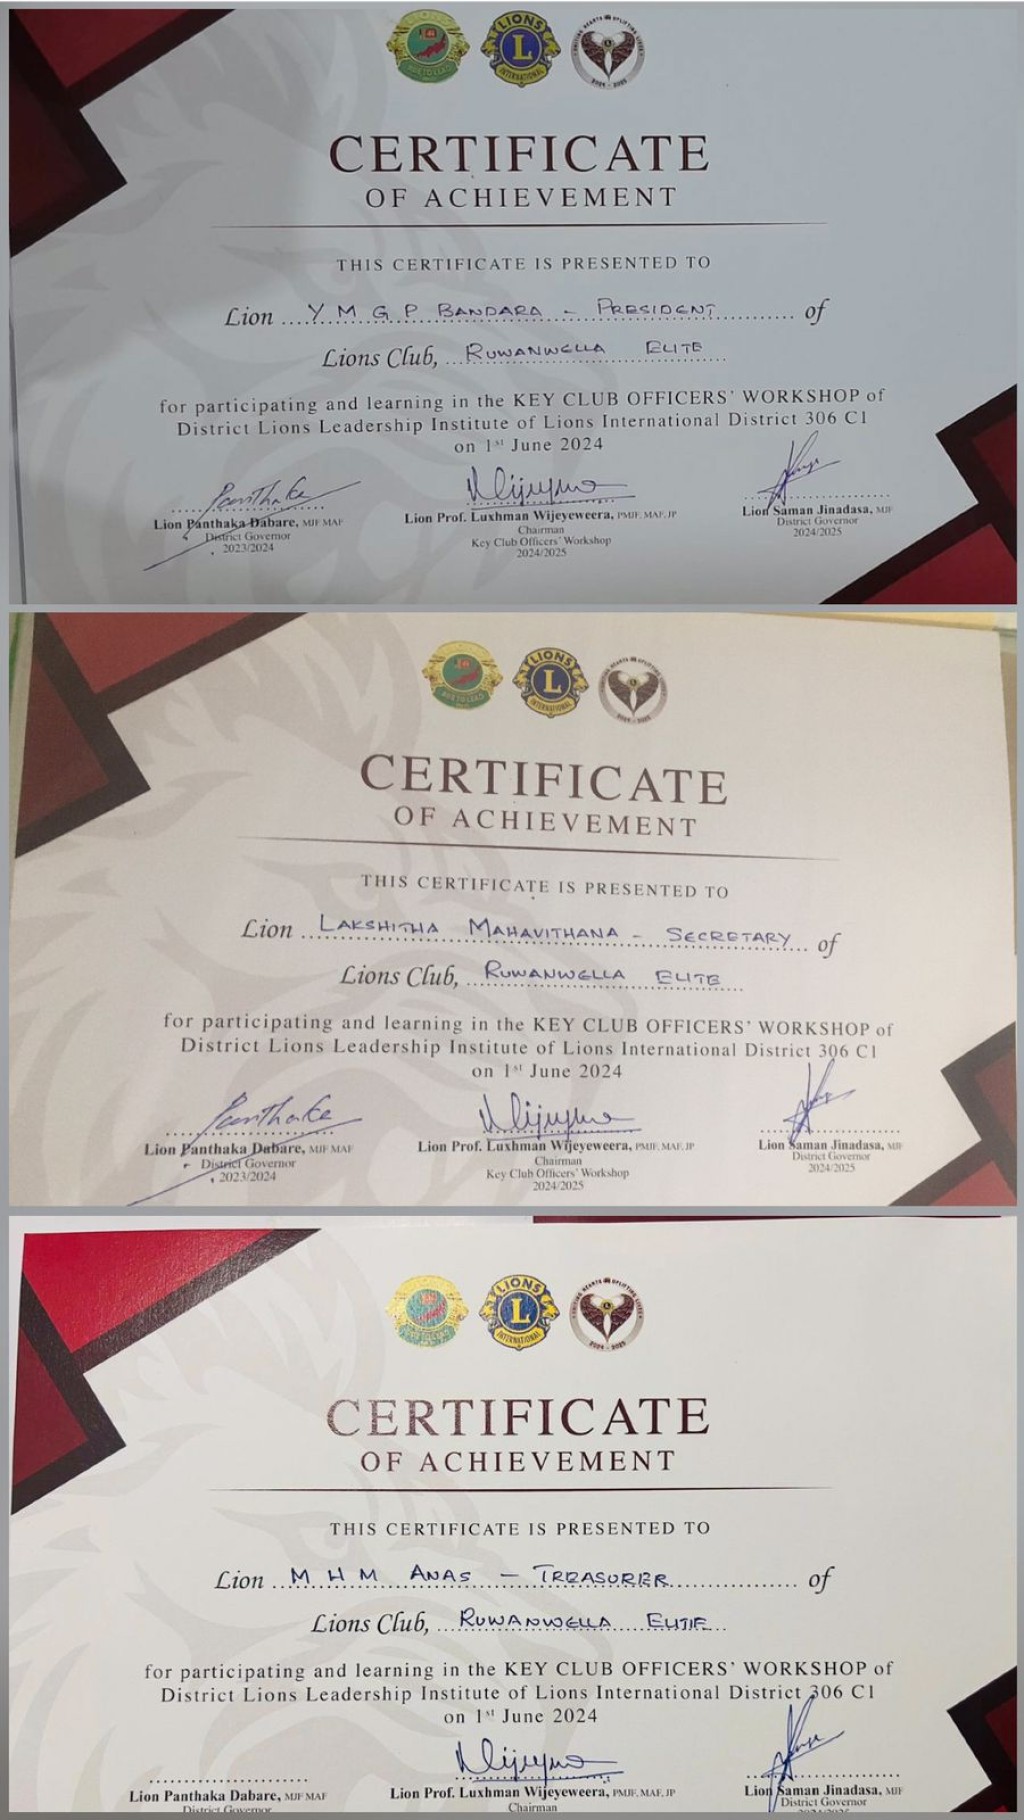 LIONS
L
INTERNATIONAL
CERTIFICATE
OF ACHIEVEMENT
THIS CERTIFICATE IS PRESENTED TO
Lion Y M G P BANDARA - PRESIDENT of
Lions Club, RUWANWELLA ELITE
for participating and learning in the KEY CLUB OFFICERS' WORKSHOP of
District Lions Leadership Institute of Lions International District 306 C1
on 1st June 2024
Lion Panthaka Dabare, MJF MAF
District Governor
2023/2024
Lion Prof. Luxhman Wijeyeweera, PMJF, MAF, JP
Chairman
Key Club Officers' Workshop
2024/2025
Lion Saman Jinadasa, MJF
District Governor
2024/2025
LIONS
L
INTERNATIONAL
CERTIFICATE
OF ACHIEVEMENT
THIS CERTIFICATE IS PRESENTED TO
Lion LAKSHITHA MAHAVITHANA - SECRETARY of
Lions Club, RUWANWELLA ELITE
for participating and learning in the KEY CLUB OFFICERS' WORKSHOP of
District Lions Leadership Institute of Lions International District 306 C1
on 1st June 2024
Lion Panthaka Dabare, MJF MAF
District Governor
2023/2024
Lion Prof. Luxhman Wijeyeweera, PMJF, MAF, JP
Chairman
Key Club Officers' Workshop
2024/2025
Lion Saman Jinadasa, MJF
District Governor
2024/2025
LIONS
L
INTERNATIONAL
CERTIFICATE
OF ACHIEVEMENT
THIS CERTIFICATE IS PRESENTED TO
Lion M H M ANAS - TREASURER of
Lions Club, RUWANWELLA ELITE
for participating and learning in the KEY CLUB OFFICERS' WORKSHOP of
District Lions Leadership Institute of Lions International District 306 C1
on 1st June 2024
Lion Panthaka Dabare, MJF MAF
District Governor
Lion Prof. Luxhman Wijeyeweera, PMJF, MAF, JP
Chairman
Lion Saman Jinadasa, MJF
District Governor